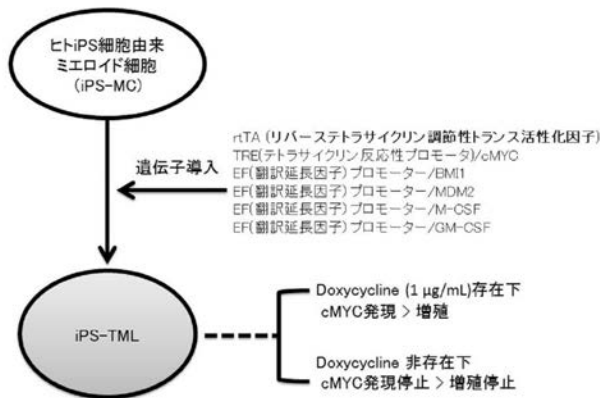 ヒトiPS細胞由来
ミエロイド細胞
(iPS-MC)
rtTA (リバーステトラサイクリン調節性トランス活性化因子)
TRE(テトラサイクリン反応性プロモータ)/cMYC
EF(翻訳延長因子)プロモーター/BMI1
EF(翻訳延長因子)プロモーター/MDM2
EF(翻訳延長因子)プロモーター/M-CSF
EF(翻訳延長因子)プロモーター/GM-CSF
遺伝子導入
iPS-TML
Doxycycline (1 μg/mL)存在下
cMYC発現 > 増殖
Doxycycline 非存在下
cMYC発現停止 > 増殖停止